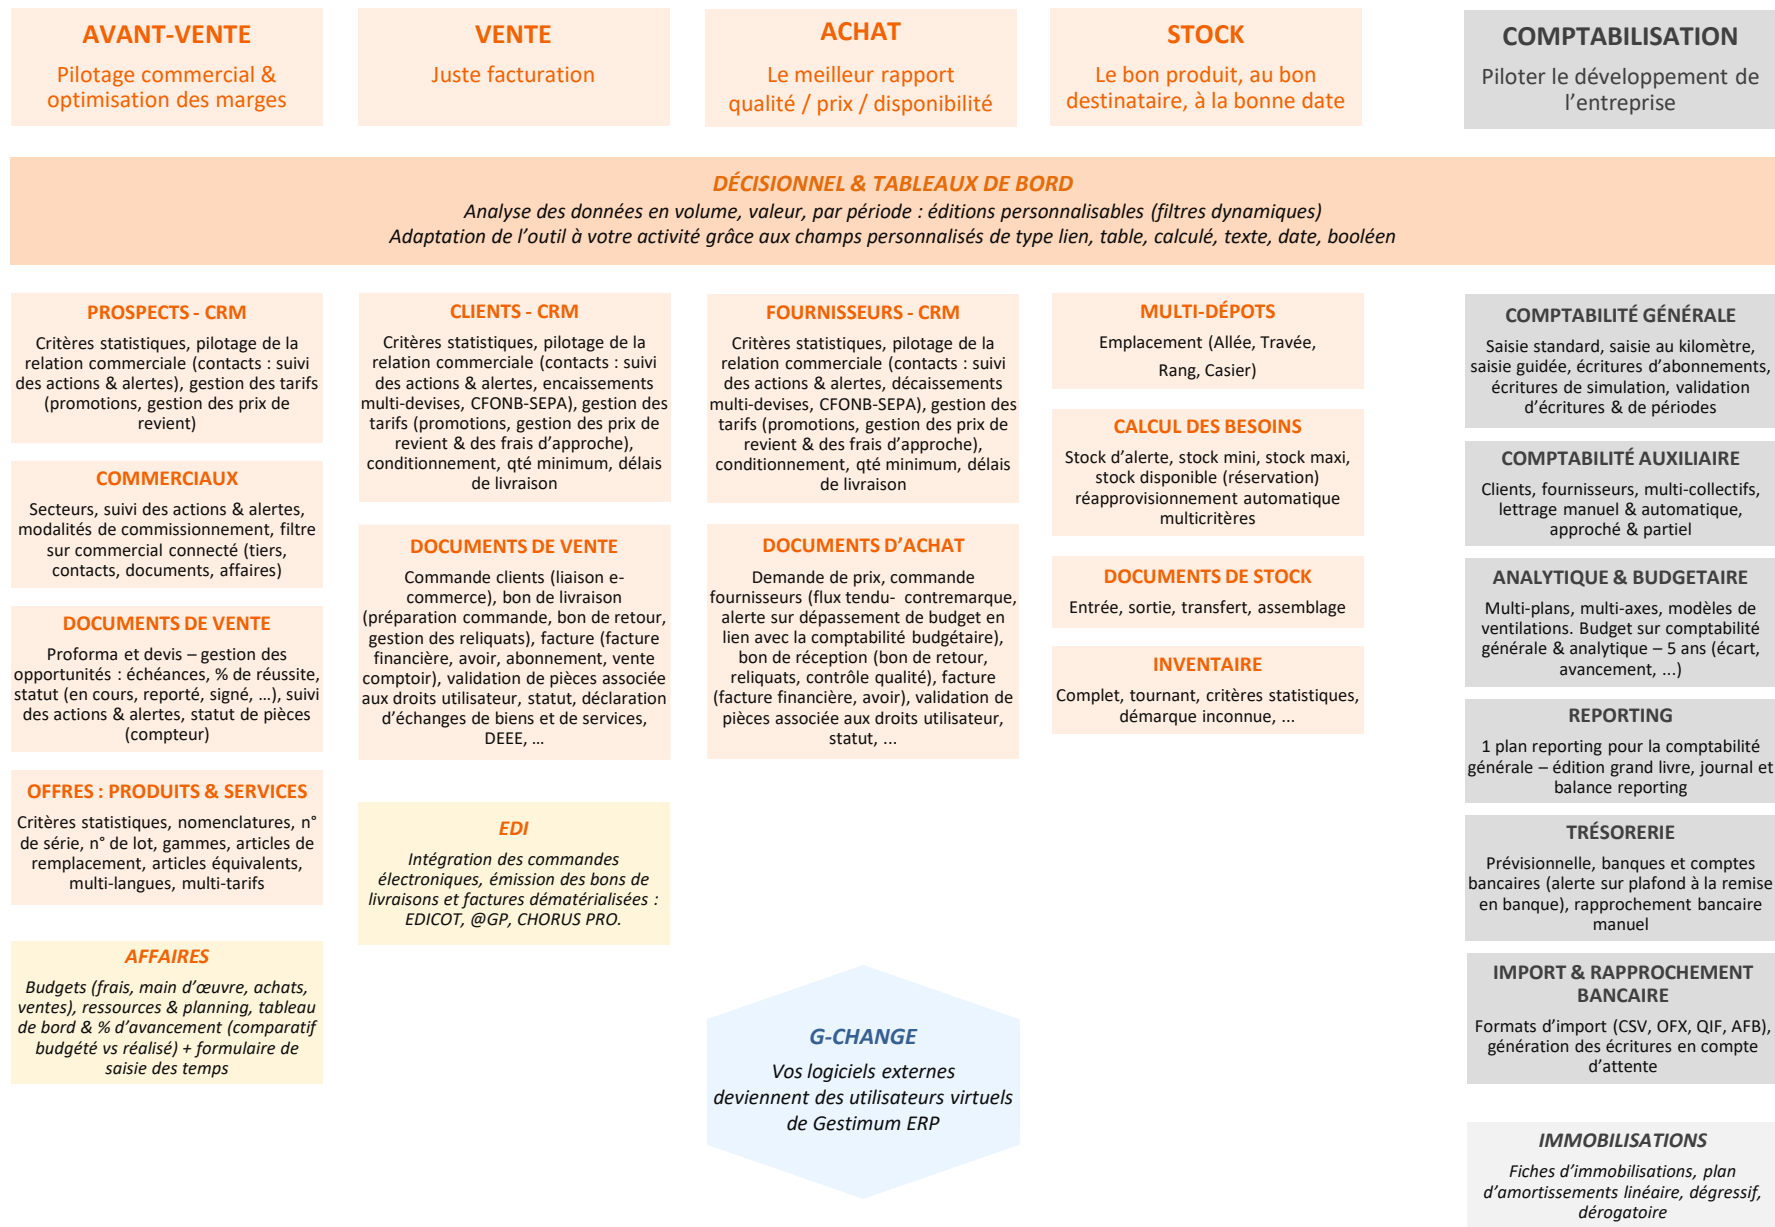 AVANT-VENTE
Pilotage commercial &
optimisation des marges
VENTE
Juste facturation
ACHAT
Le meilleur rapport
qualité / prix / disponibilité
STOCK
Le bon produit, au bon
destinataire, à la bonne date
COMPTABILISATION
Piloter le développement de
l'entreprise
DÉCISIONNEL & TABLEAUX DE BORD
Analyse des données en volume, valeur, par période : éditions personnalisables (filtres dynamiques)
Adaptation de l'outil à votre activité grâce aux champs personnalisés de type lien, table, calculé, texte, date, booléen
PROSPECTS - CRM
Critères statistiques, pilotage de la
relation commerciale (contacts : suivi
des actions & alertes), gestion des tarifs
(promotions, gestion des prix de
revient)
COMMERCIAUX
Secteurs, suivi des actions & alertes,
modalités de commissionnement, filtre
sur commercial connecté (tiers,
contacts, documents, affaires)
DOCUMENTS DE VENTE
Proforma et devis – gestion des
opportunités : échéances, % de réussite,
statut (en cours, reporté, signé, …), suivi
des actions & alertes, statut de pièces
(compteur)
OFFRES : PRODUITS & SERVICES
Critères statistiques, nomenclatures, n°
de série, n° de lot, gammes, articles de
remplacement, articles équivalents,
multi-langues, multi-tarifs
AFFAIRES
Budgets (frais, main d'œuvre, achats,
ventes), ressources & planning, tableau
de bord & % d'avancement (comparatif
budgété vs réalisé) + formulaire de
saisie des temps
CLIENTS - CRM
Critères statistiques, pilotage de la
relation commerciale (contacts : suivi
des actions & alertes, encaissements
multi-devises, CFONB-SEPA), gestion des
tarifs (promotions, gestion des prix de
revient & des frais d'approche),
conditionnement, qté minimum, délais
de livraison
DOCUMENTS DE VENTE
Commande clients (liaison e-
commerce), bon de livraison
(préparation commande, bon de retour,
gestion des reliquats), facture (facture
financière, avoir, abonnement, vente
comptoir), validation de pièces associée
aux droits utilisateur, statut, déclaration
d'échanges de biens et de services,
DEEE, …
EDI
Intégration des commandes
électroniques, émission des bons de
livraisons et factures dématérialisées :
EDICOT, @GP, CHORUS PRO.
FOURNISSEURS - CRM
Critères statistiques, pilotage de la
relation commerciale (contacts : suivi
des actions & alertes, décaissements
multi-devises, CFONB-SEPA), gestion des
tarifs (promotions, gestion des prix de
revient & des frais d'approche),
conditionnement, qté minimum, délais
de livraison
DOCUMENTS D'ACHAT
Demande de prix, commande
fournisseurs (flux tendu- contremarque,
alerte sur dépassement de budget en
lien avec la comptabilité budgétaire),
bon de réception (bon de retour,
reliquats, contrôle qualité), facture
(facture financière, avoir), validation de
pièces associée aux droits utilisateur,
statut, ...
G-CHANGE
Vos logiciels externes
deviennent des utilisateurs virtuels
de Gestimum ERP
MULTI-DÉPOTS
Emplacement (Allée, Travée,
Rang, Casier)
CALCUL DES BESOINS
Stock d'alerte, stock mini, stock maxi,
stock disponible (réservation)
réapprovisionnement automatique
multicritères
DOCUMENTS DE STOCK
Entrée, sortie, transfert, assemblage
INVENTAIRE
Complet, tournant, critères statistiques,
démarque inconnue, ...
COMPTABILITÉ GÉNÉRALE
Saisie standard, saisie au kilomètre,
saisie guidée, écritures d'abonnements,
écritures de simulation, validation
d'écritures & de périodes
COMPTABILITÉ AUXILIAIRE
Clients, fournisseurs, multi-collectifs,
lettrage manuel & automatique,
approché & partiel
ANALYTIQUE & BUDGETAIRE
Multi-plans, multi-axes, modèles de
ventilations. Budget sur comptabilité
générale & analytique – 5 ans (écart,
avancement, ...)
REPORTING
1 plan reporting pour la comptabilité
générale – édition grand livre, journal et
balance reporting
TRÉSORERIE
Prévisionnelle, banques et comptes
bancaires (alerte sur plafond à la remise
en banque), rapprochement bancaire
manuel
IMPORT & RAPPROCHEMENT
BANCAIRE
Formats d'import (CSV, OFX, QIF, AFB),
génération des écritures en compte
d'attente
IMMOBILISATIONS
Fiches d'immobilisations, plan
d'amortissements linéaire, dégressif,
dérogatoire